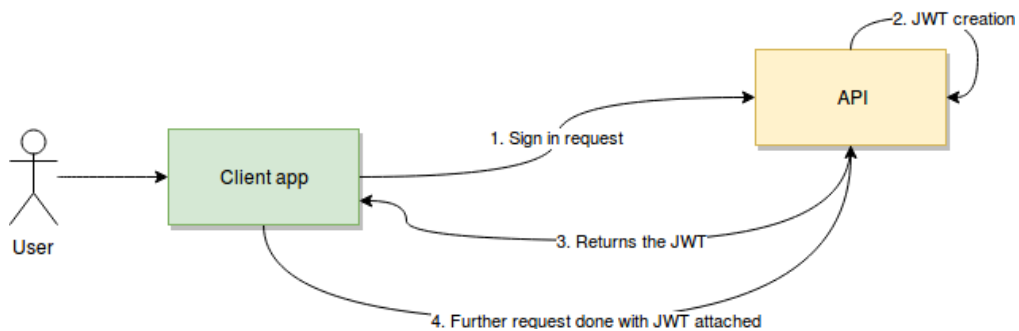 2. JWT creation
API
1. Sign in request
Client app
User
3. Returns the JWT
4. Further request done with JWT attached